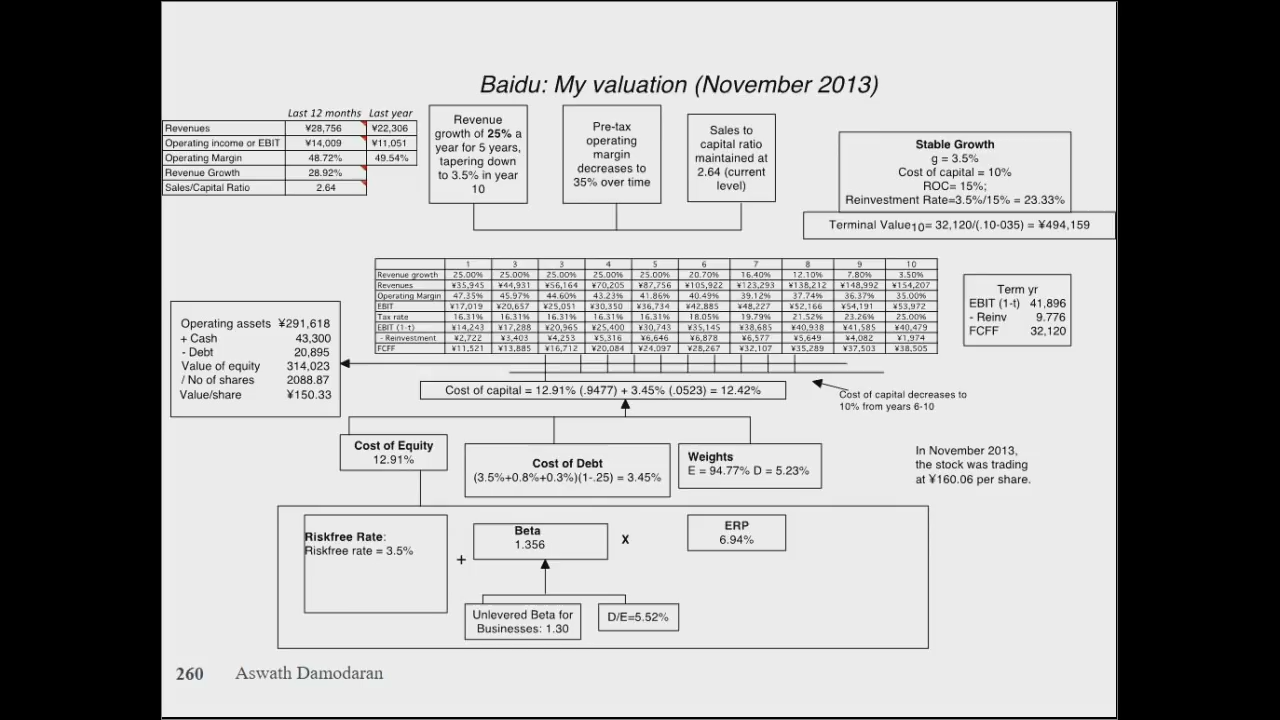 Baidu: My valuation (November 2013)
Last 12 months Last year
Revenues ¥28,756 ¥22,306
Operating income or EBIT ¥14,009 ¥11,051
Operating Margin 48.72% 49.54%
Revenue Growth 28.92%
Sales/Capital Ratio 2.64
Revenue
growth of 25% a
year for 5 years,
tapering down
to 3.5% in year
10
Pre-tax
operating
margin
decreases to
35% over time
Sales to
capital ratio
maintained at
2.64 (current
level)
Stable Growth
g = 3.5%
Cost of capital = 10%
ROC= 15%;
Reinvestment Rate=3.5%/15% = 23.33%
Terminal Value10= 32,120/(.10-035) = ¥494,159
1 3 3 4 5 6 7 8 9 10
Revenue growth 25.00% 25.00% 25.00% 25.00% 25.00% 20.70% 16.40% 12.10% 7.80% 3.50%
Revenues ¥35,945 ¥44,931 ¥56,164 ¥70,205 ¥87,756 ¥105,922 ¥123,293 ¥138,212 ¥148,992 ¥154,207
Operating Margin 47.35% 45.97% 44.60% 43.23% 41.86% 40.49% 39.12% 37.74% 36.37% 35.00%
EBIT ¥17,019 ¥20,657 ¥25,051 ¥30,350 ¥36,734 ¥42,885 ¥48,227 ¥52,166 ¥54,191 ¥53,972
Tax rate 16.31% 16.31% 16.31% 16.31% 16.31% 18.05% 19.79% 21.52% 23.26% 25.00%
EBIT (1-t) ¥14,243 ¥17,288 ¥20,965 ¥25,400 ¥30,743 ¥35,145 ¥38,685 ¥40,938 ¥41,585 ¥40,479
- Reinvestment ¥2,722 ¥3,403 ¥4,253 ¥5,316 ¥6,646 ¥6,878 ¥6,577 ¥5,649 ¥4,082 ¥1,974
FCFF ¥11,521 ¥13,885 ¥16,712 ¥20,084 ¥24,097 ¥28,267 ¥32,107 ¥35,289 ¥37,503 ¥38,505
Term yr
EBIT (1-t) 41,896
- Reinv 9.776
FCFF 32,120
Operating assets ¥291,618
+ Cash 43,300
- Debt 20,895
Value of equity 314,023
/ No of shares 2088.87
Value/share ¥150.33
Cost of capital = 12.91% (.9477) + 3.45% (.0523) = 12.42%
Cost of capital decreases to
10% from years 6-10
Cost of Equity
12.91%
Cost of Debt
(3.5%+0.8%+0.3%)(1-.25) = 3.45%
Weights
E = 94.77% D = 5.23%
In November 2013,
the stock was trading
at ¥160.06 per share.
Riskfree Rate:
Riskfree rate = 3.5%
+
Beta
1.356
X
ERP
6.94%
Unlevered Beta for
Businesses: 1.30
D/E=5.52%
260 Aswath Damodaran